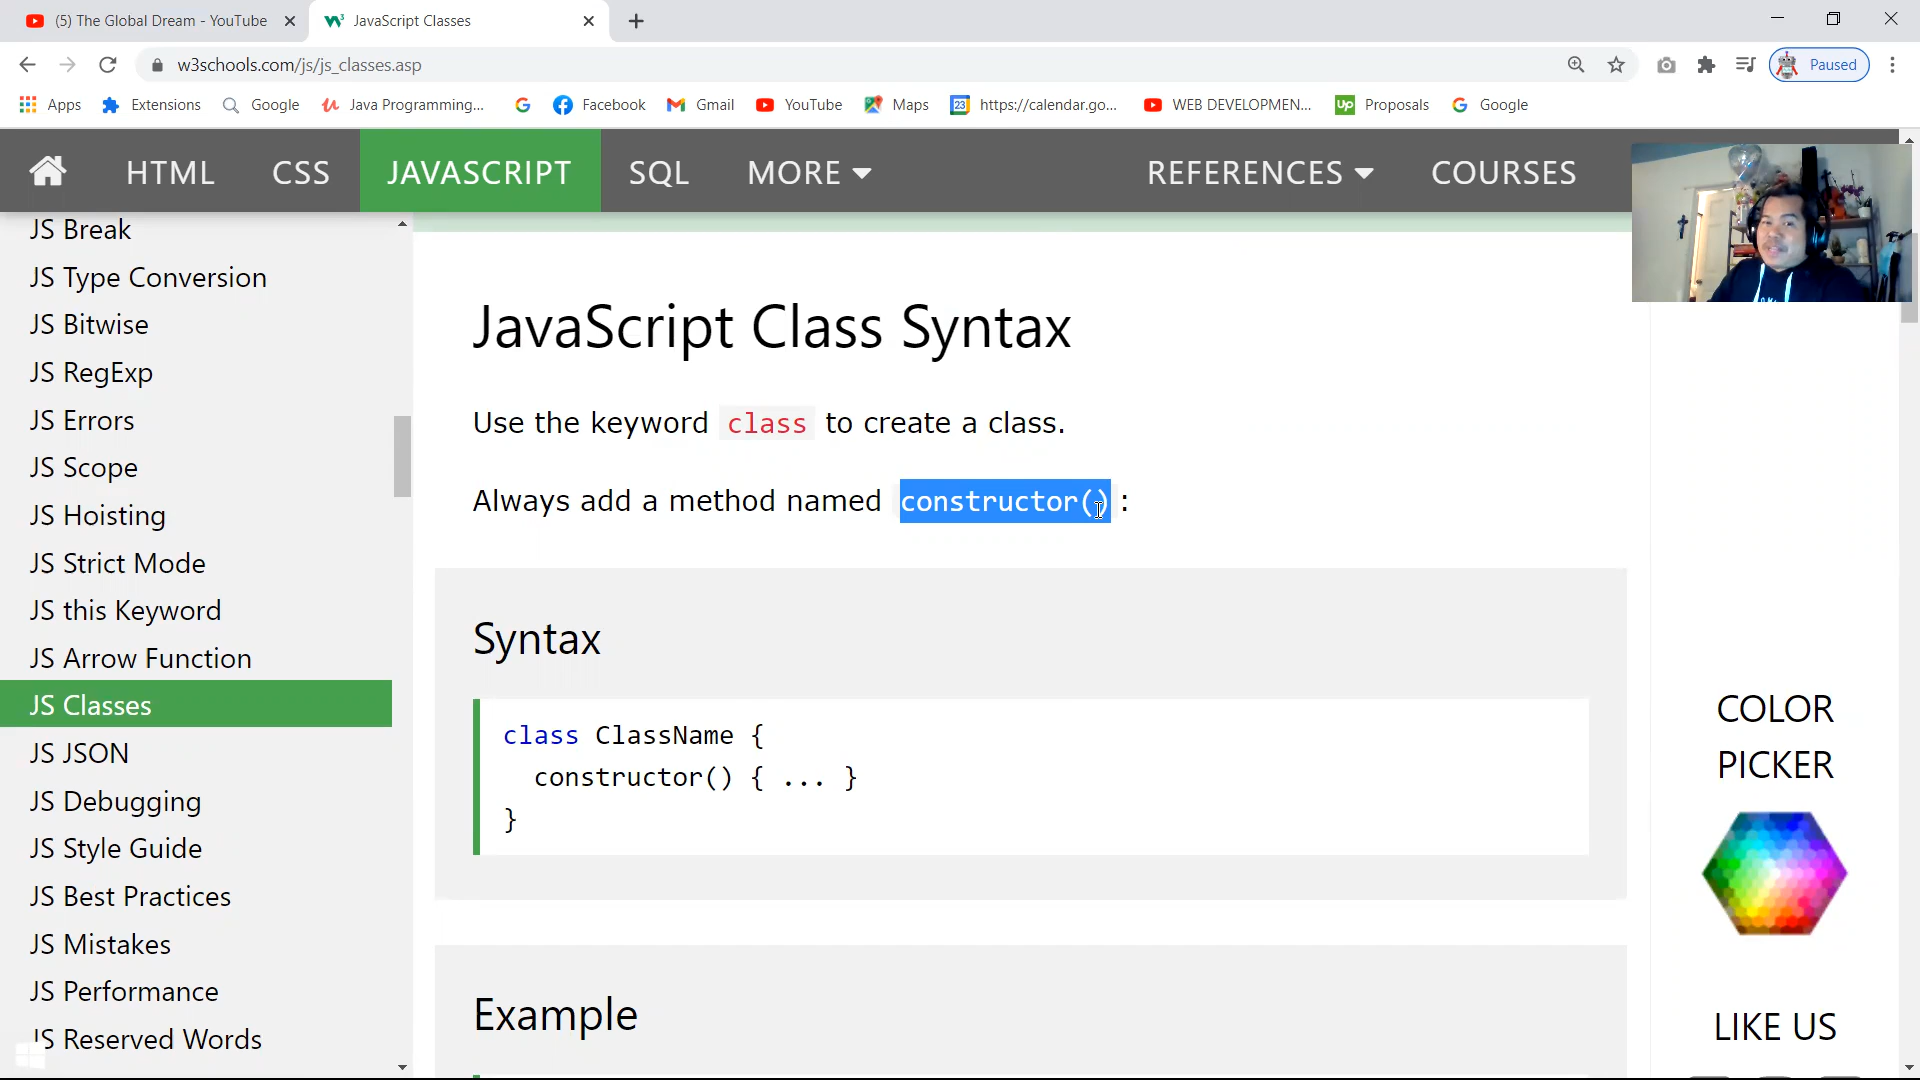 (5) The Global Dream - YouTube
JavaScript Classes
w3schools.com/js/js_classes.asp
Paused
Apps
Extensions
Google
Java Programming...
Facebook
Gmail
YouTube
Maps
23
https://calendar.go...
WEB DEVELOPMEN...
Up
Proposals
Google
HTML
CSS
JAVASCRIPT
SQL
MORE
REFERENCES
COURSES
JS Break
JS Type Conversion
JS Bitwise
JS RegExp
JS Errors
JS Scope
JS Hoisting
JS Strict Mode
JS this Keyword
JS Arrow Function
JS Classes
JS JSON
JS Debugging
JS Style Guide
JS Best Practices
JS Mistakes
JS Performance
JS Reserved Words
JavaScript Class Syntax
Use the keyword class to create a class.
Always add a method named constructor() :
Syntax
class ClassName {
constructor() { ... }
}
Example
COLOR
PICKER
LIKE US